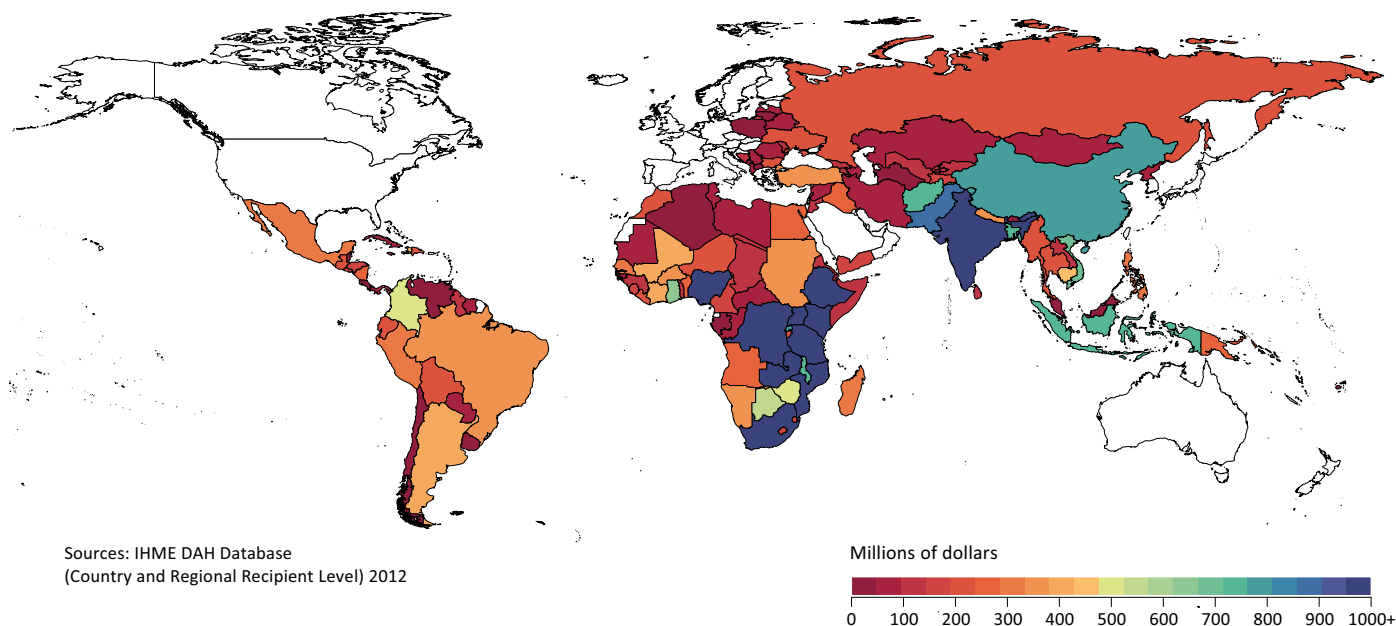 Sources: IHME DAH Database
(Country and Regional Recipient Level) 2012
Millions of dollars
0 100 200 300 400 500 600 700 800 900 1000+